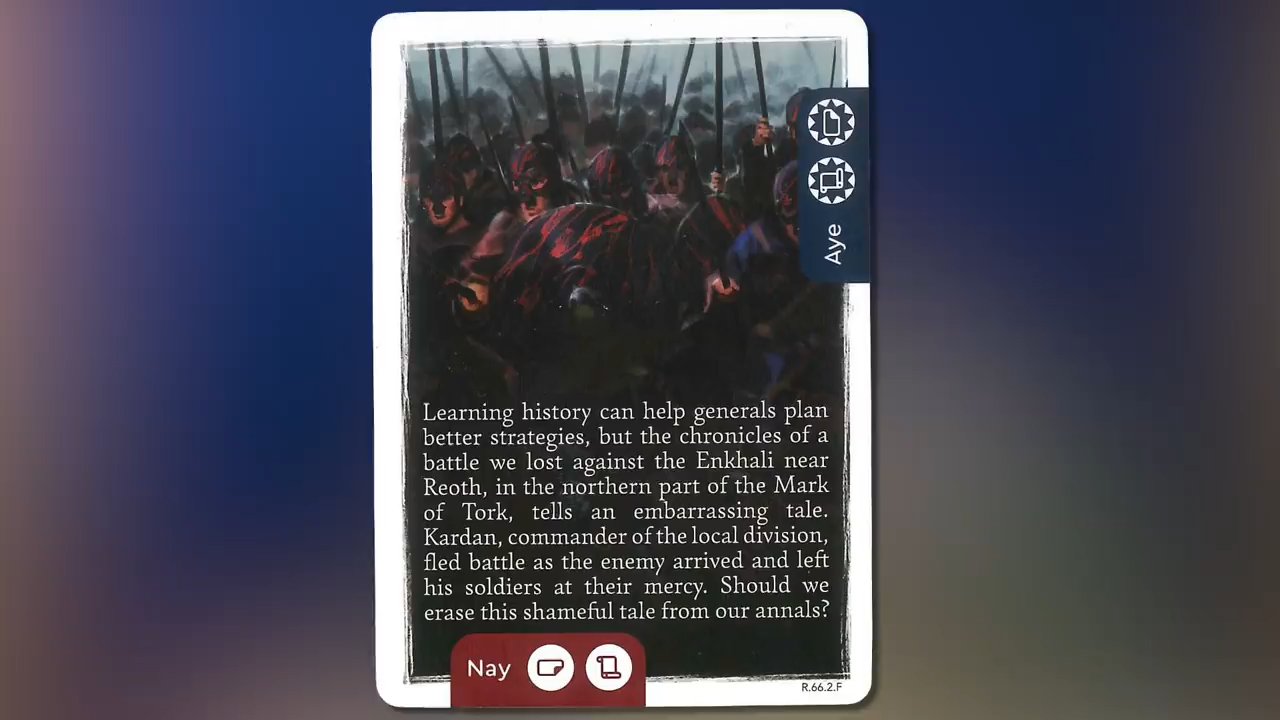 Aye
Learning history can help generals plan
better strategies, but the chronicles of a
battle we lost against the Enkhali near
Reoth, in the northern part of the Mark
of Tork, tells an embarrassing tale.
Kardan, commander of the local division,
fled battle as the enemy arrived and left
his soldiers at their mercy. Should we
erase this shameful tale from our annals?
Nay
R.66.2.F